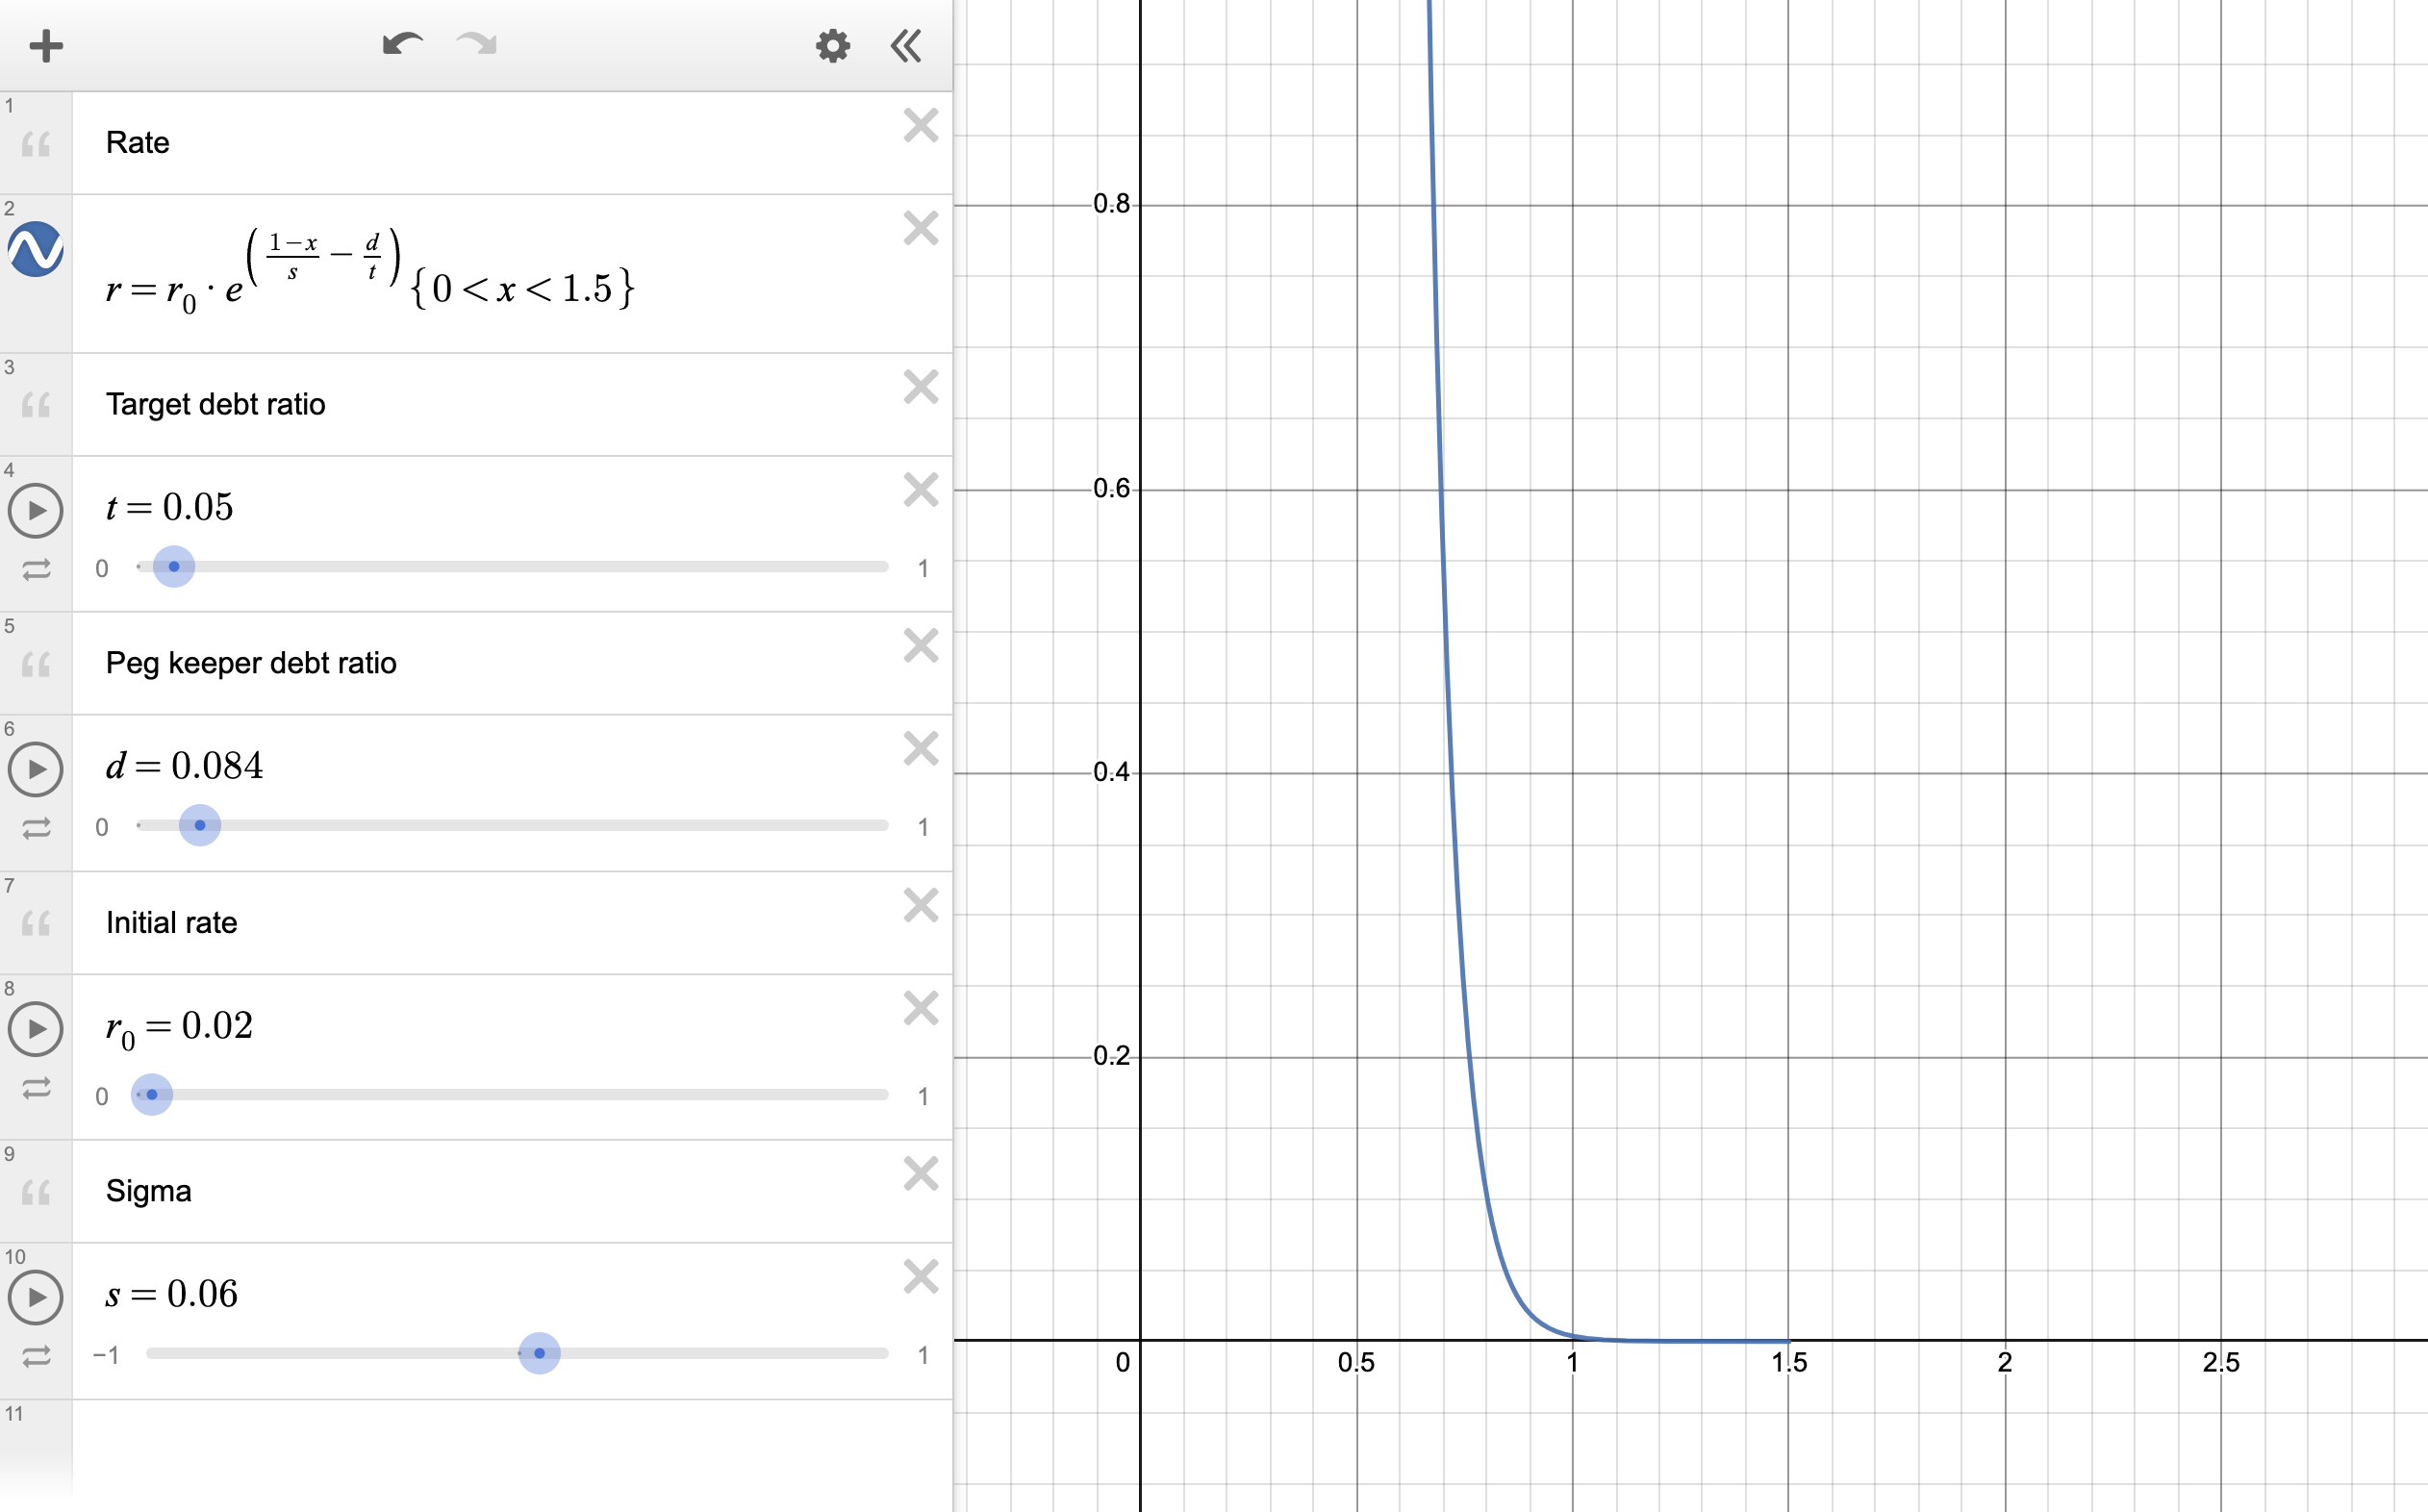 1
Rate
2
r = r₀ · e^((1−x)/s − d/t) {0 < x < 1.5}
3
Target debt ratio
4
t = 0.05
0 1
5
Peg keeper debt ratio
6
d = 0.084
0 1
7
Initial rate
8
r₀ = 0.02
0 1
9
Sigma
10
s = 0.06
−1 1
11
0.8
0.6
0.4
0.2
0 0.5 1 1.5 2 2.5